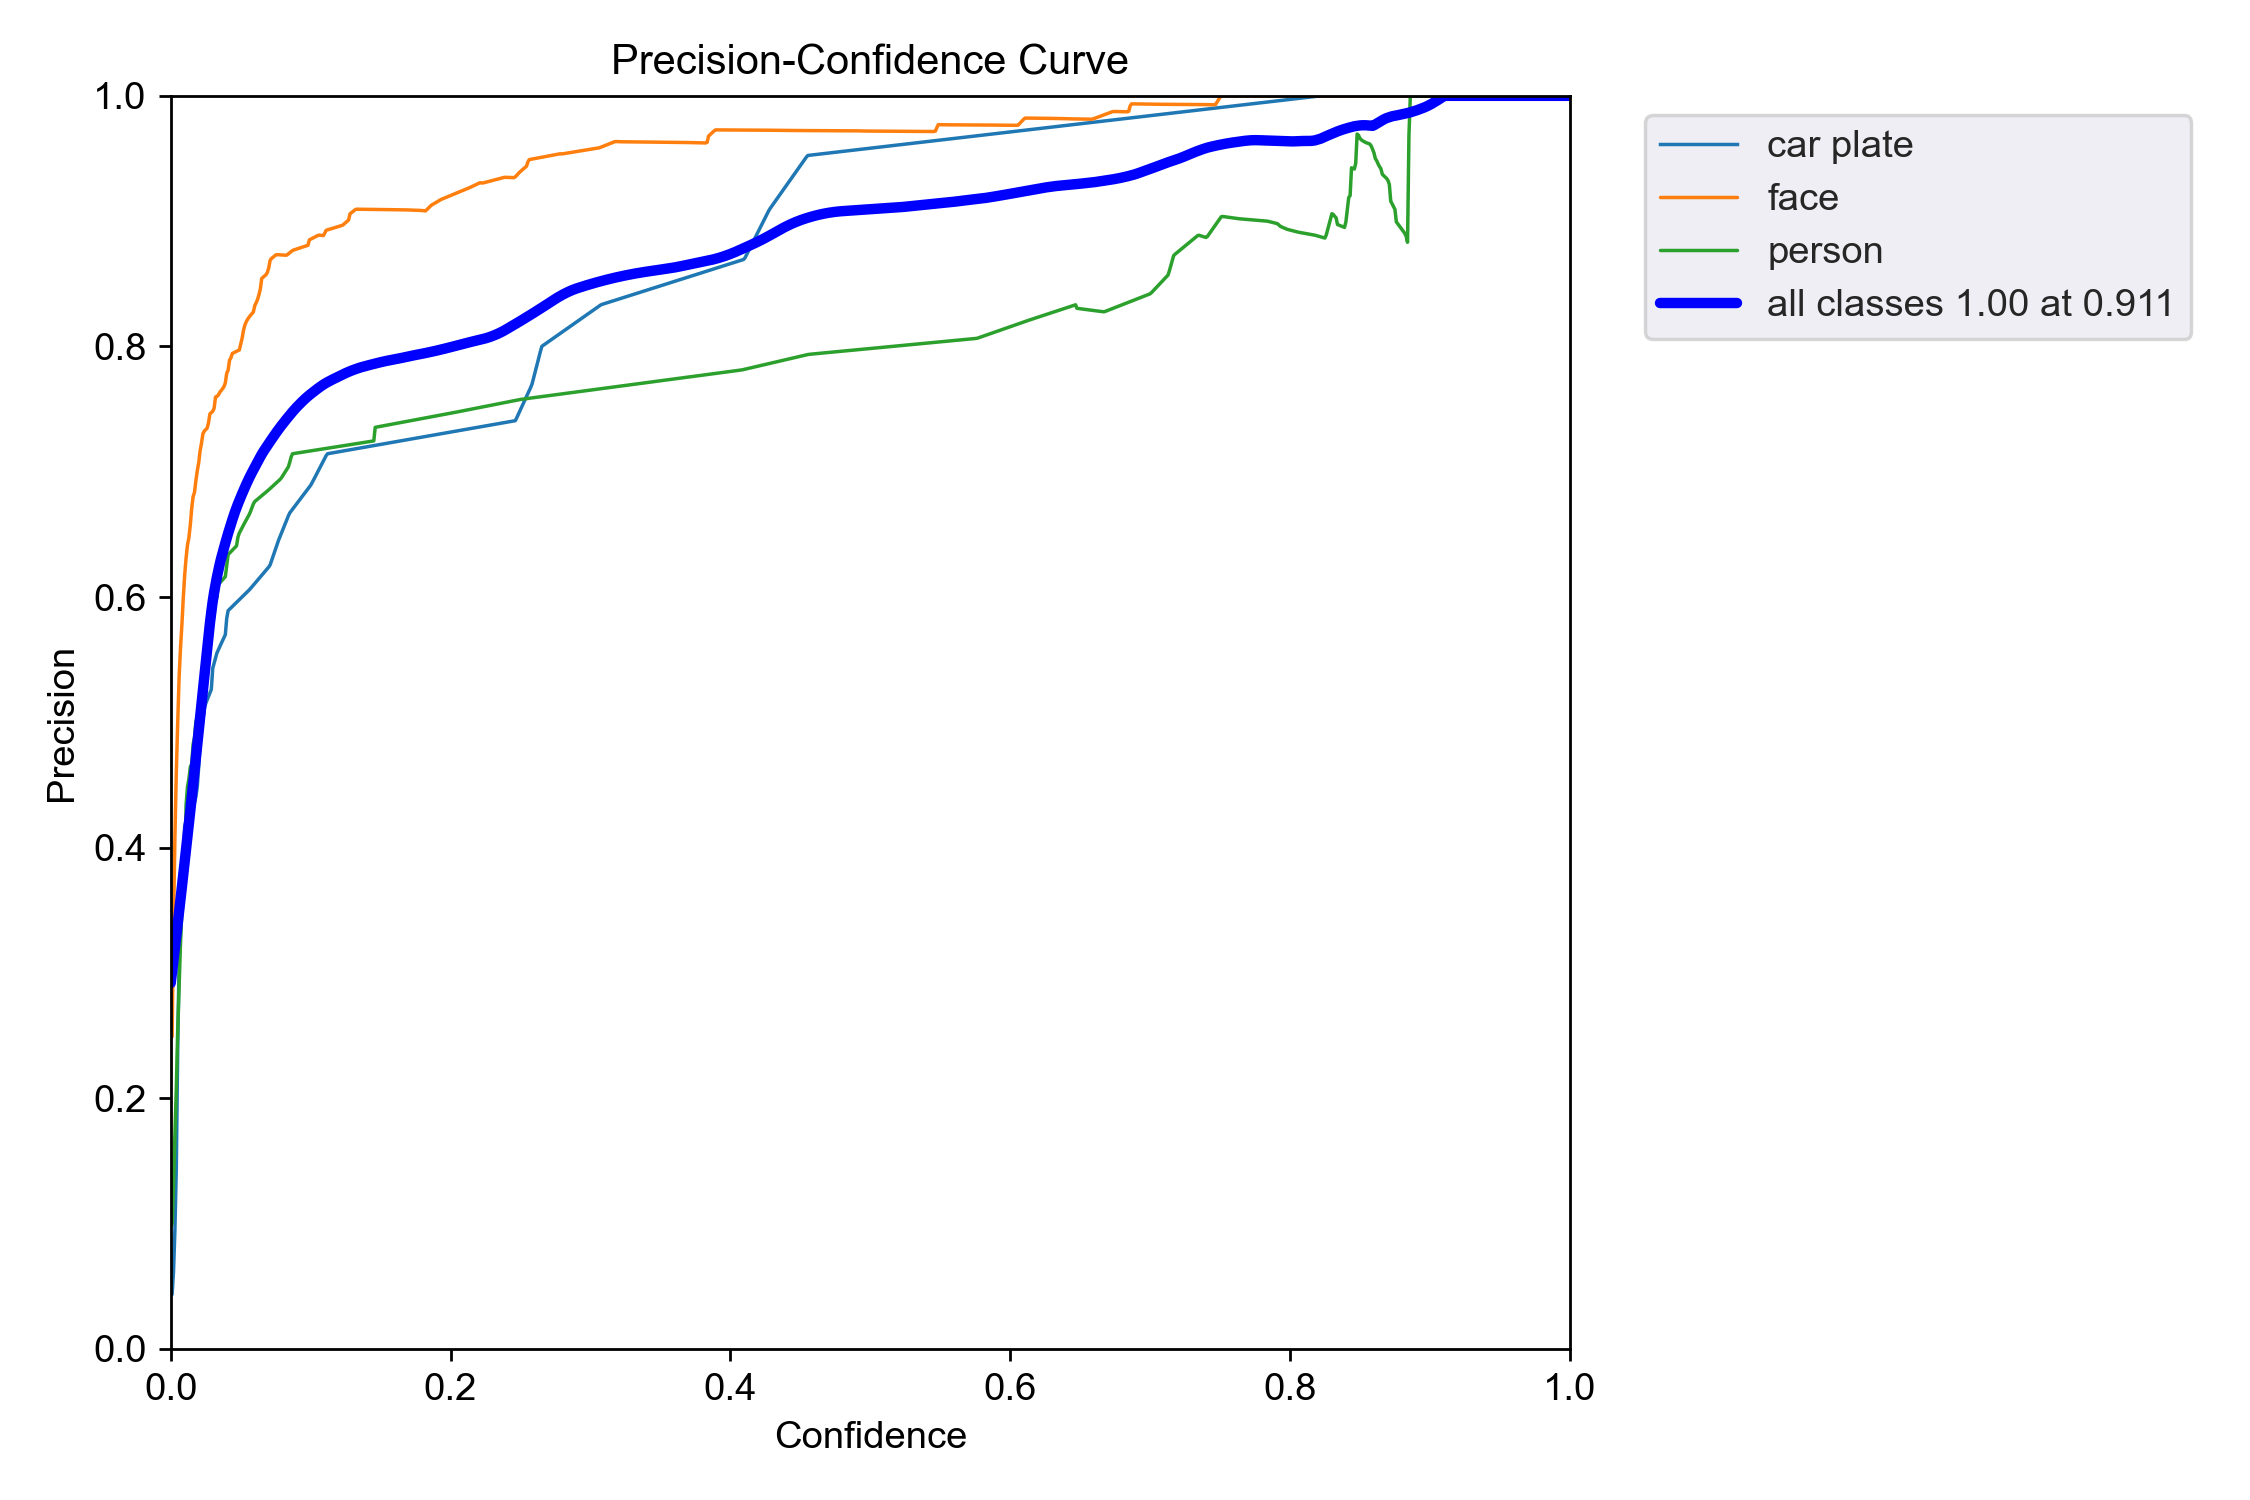 Precision-Confidence Curve
1.0
0.8
0.6
0.4
0.2
0.0
Precision
0.0 0.2 0.4 0.6 0.8 1.0
Confidence
car plate
face
person
all classes 1.00 at 0.911